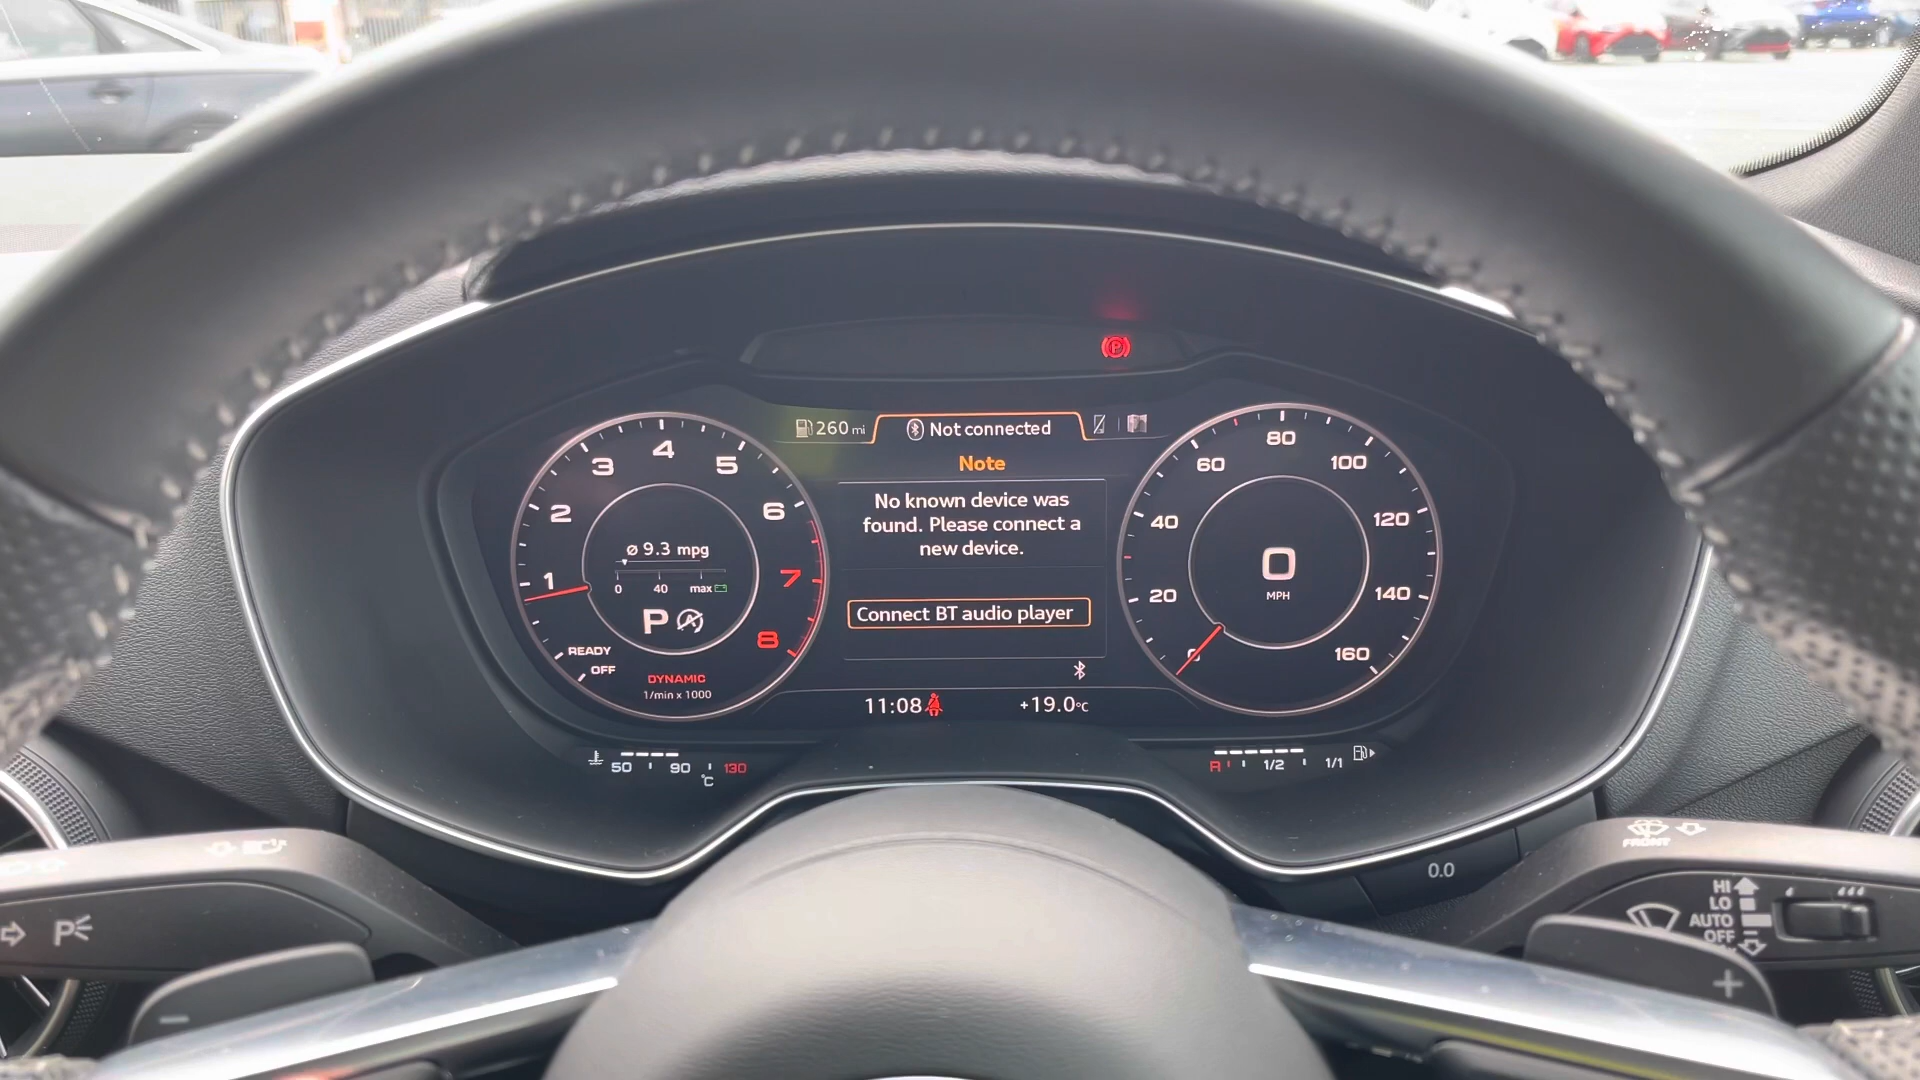 260 mi
Not connected
Note
No known device was
found. Please connect a
new device.
Connect BT audio player
11:08
+19.0°C
1
2
3
4
5
6
7
8
ø 9.3 mpg
0 40 max
P
READY
OFF
DYNAMIC
1/min x 1000
0
20
40
60
80
100
120
140
160
0
MPH
P
50 90 130
°C
R 1/2 1/1
0.0
P
−
FRONT
HI
LO
AUTO
OFF
1x
+